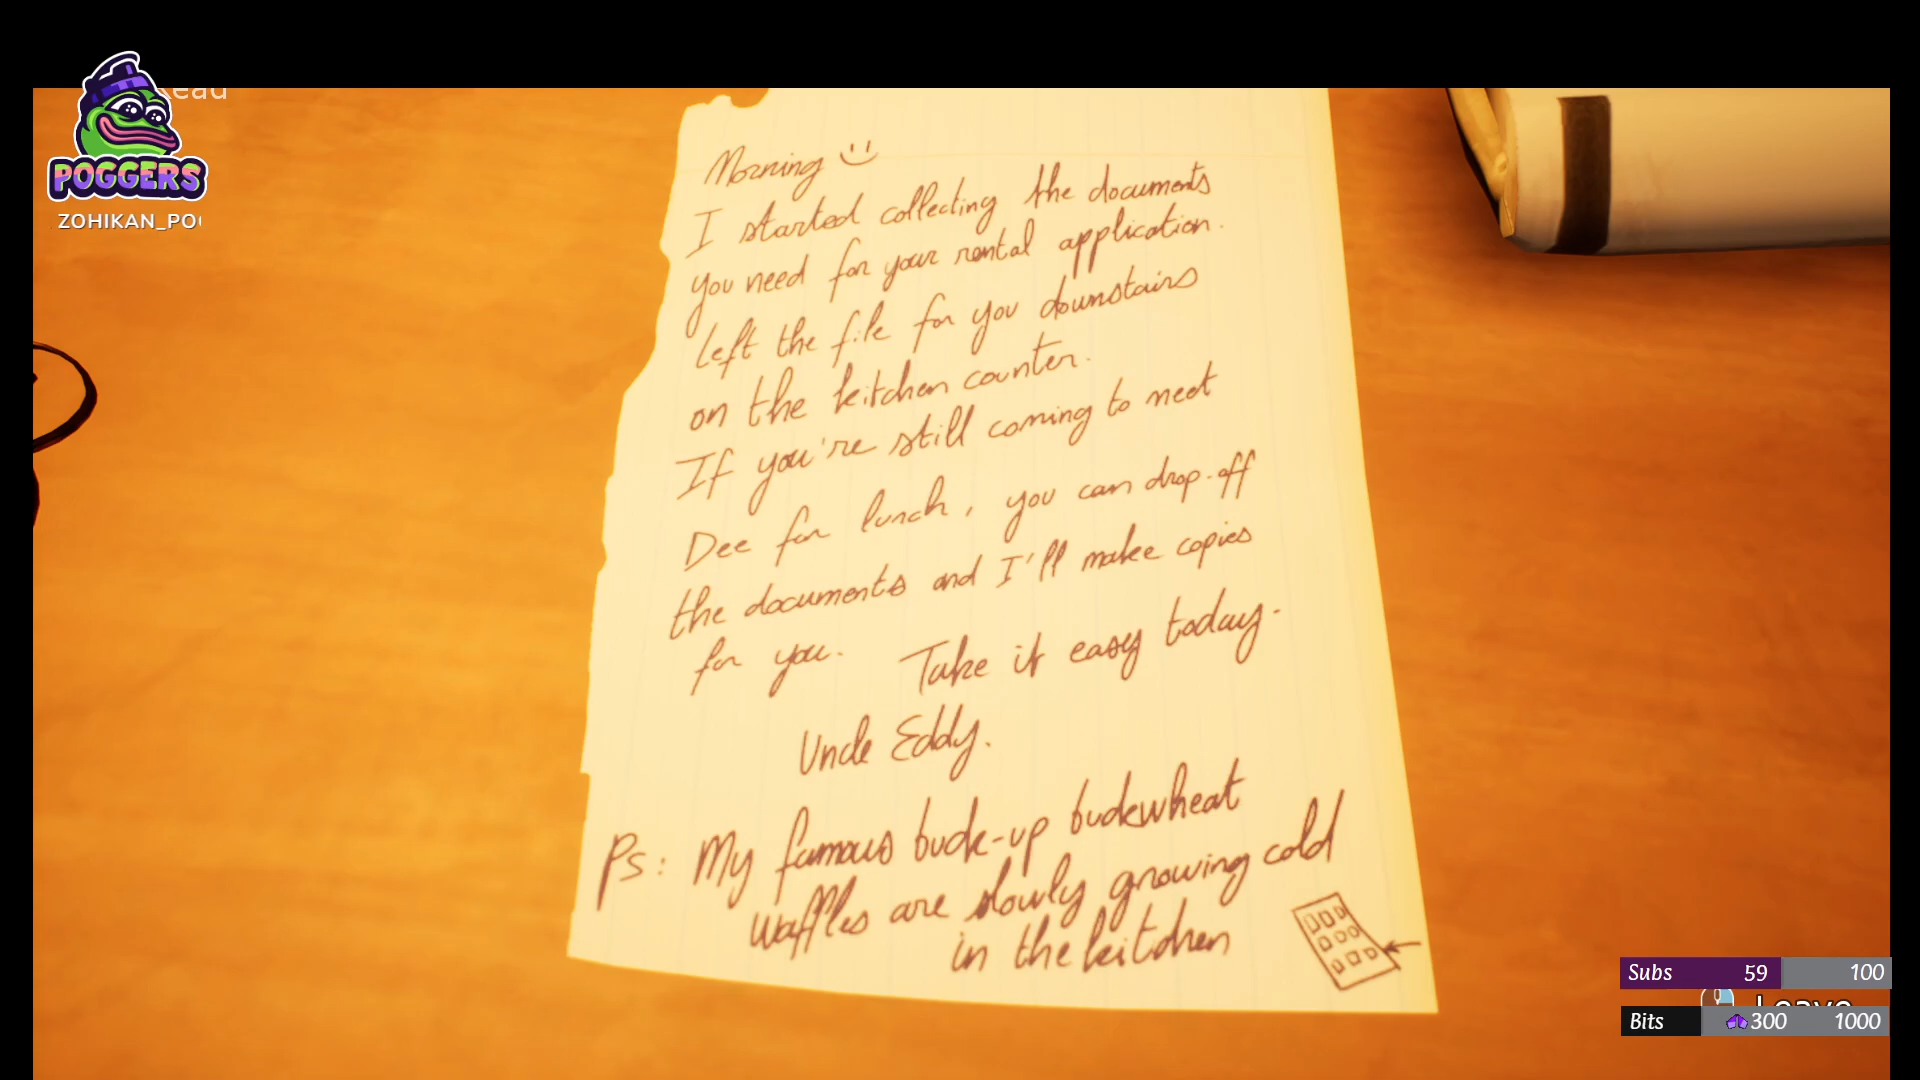 Read
POGGERS
ZOHIKAN_PO
Morning
I started collecting the documents
you need for your rental application.
Left the file for you downstairs
on the kitchen counter.
If you're still coming to meet
Dee for lunch, you can drop-off
the documents and I'll make copies
for you. Take it easy today.
Uncle Eddy.
Ps: My famous buck-up buckwheat
waffles are slowly growing cold
in the kitchen
Subs 59 100
Leave
Bits 300 1000